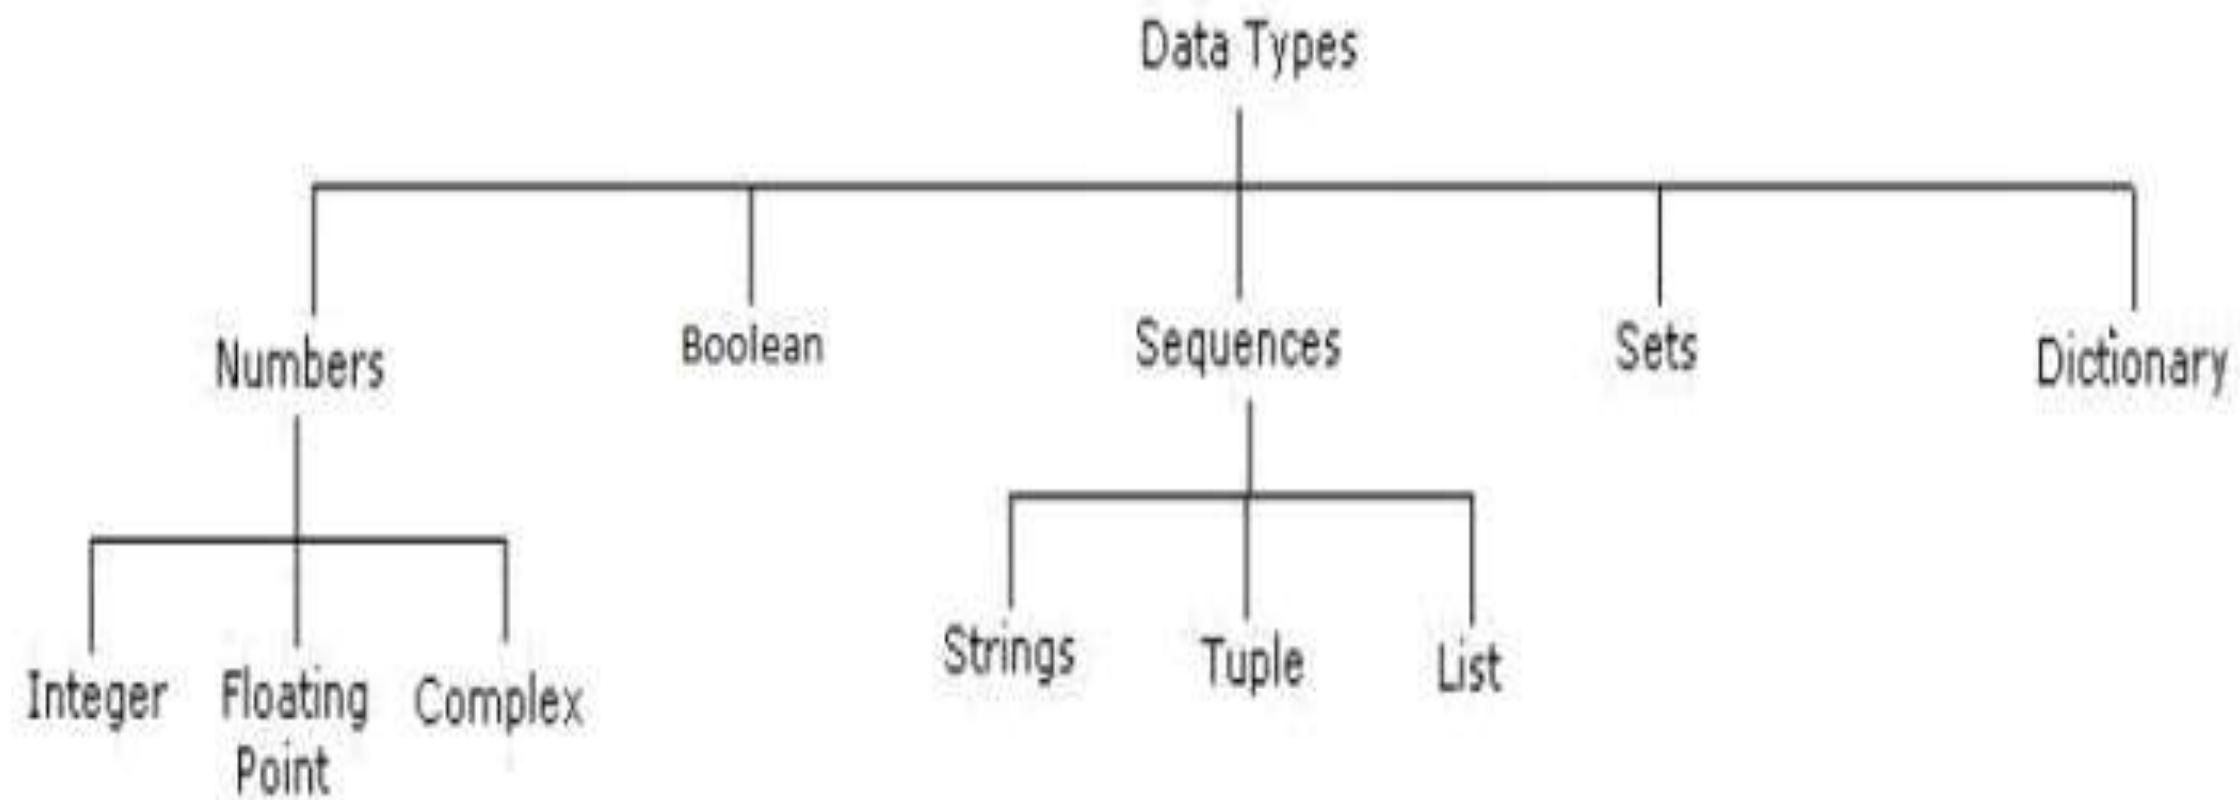 Data Types
Numbers
Boolean
Sequences
Sets
Dictionary
Integer
Floating
Point
Complex
Strings
Tuple
List